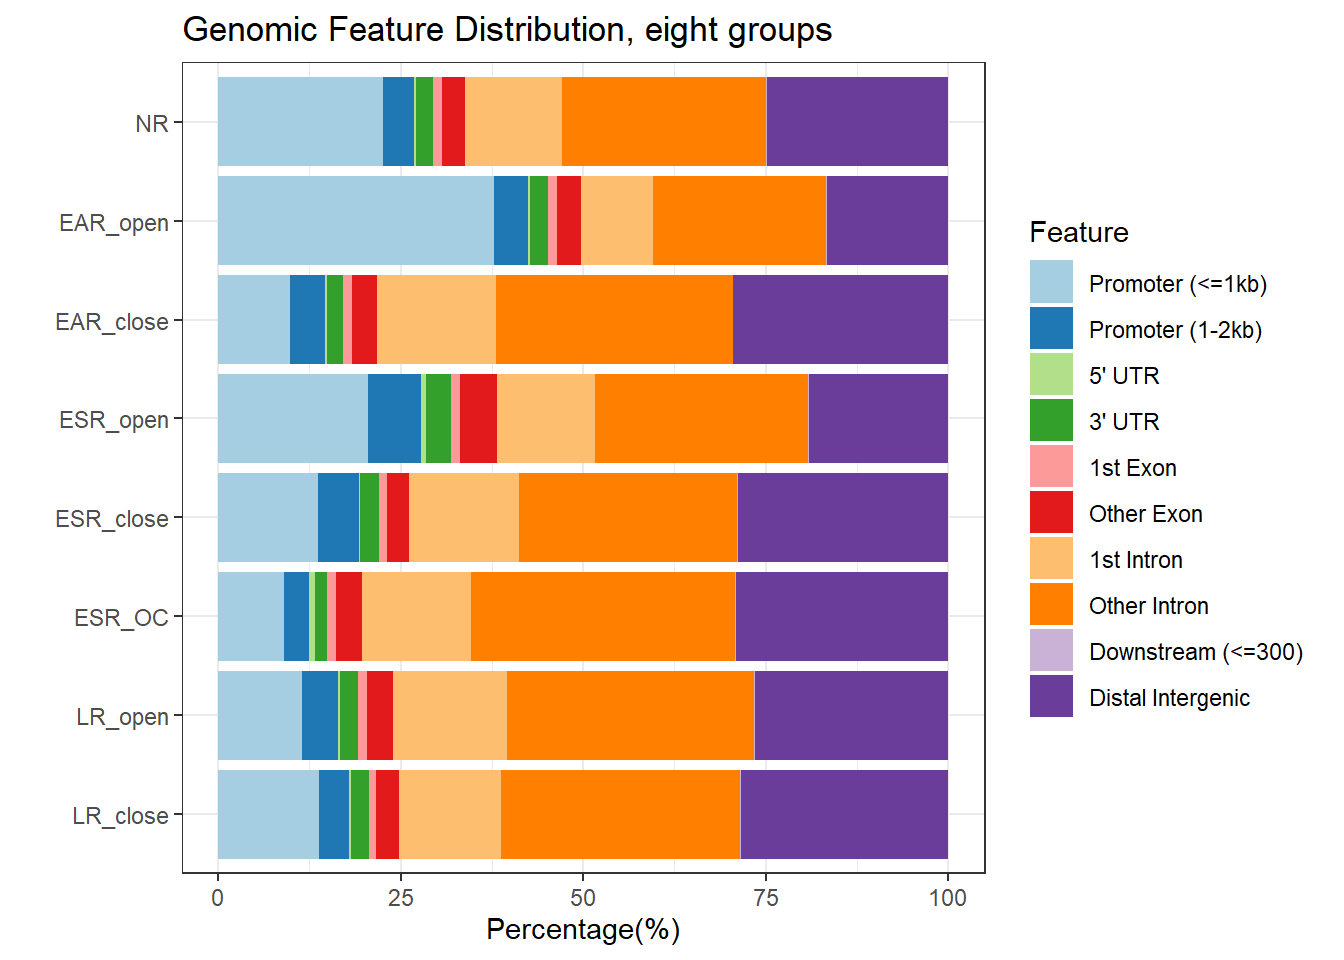 Genomic Feature Distribution, eight groups
NR
EAR_open
EAR_close
ESR_open
ESR_close
ESR_OC
LR_open
LR_close
0 25 50 75 100
Percentage(%)
Feature
Promoter (<=1kb)
Promoter (1-2kb)
5' UTR
3' UTR
1st Exon
Other Exon
1st Intron
Other Intron
Downstream (<=300)
Distal Intergenic